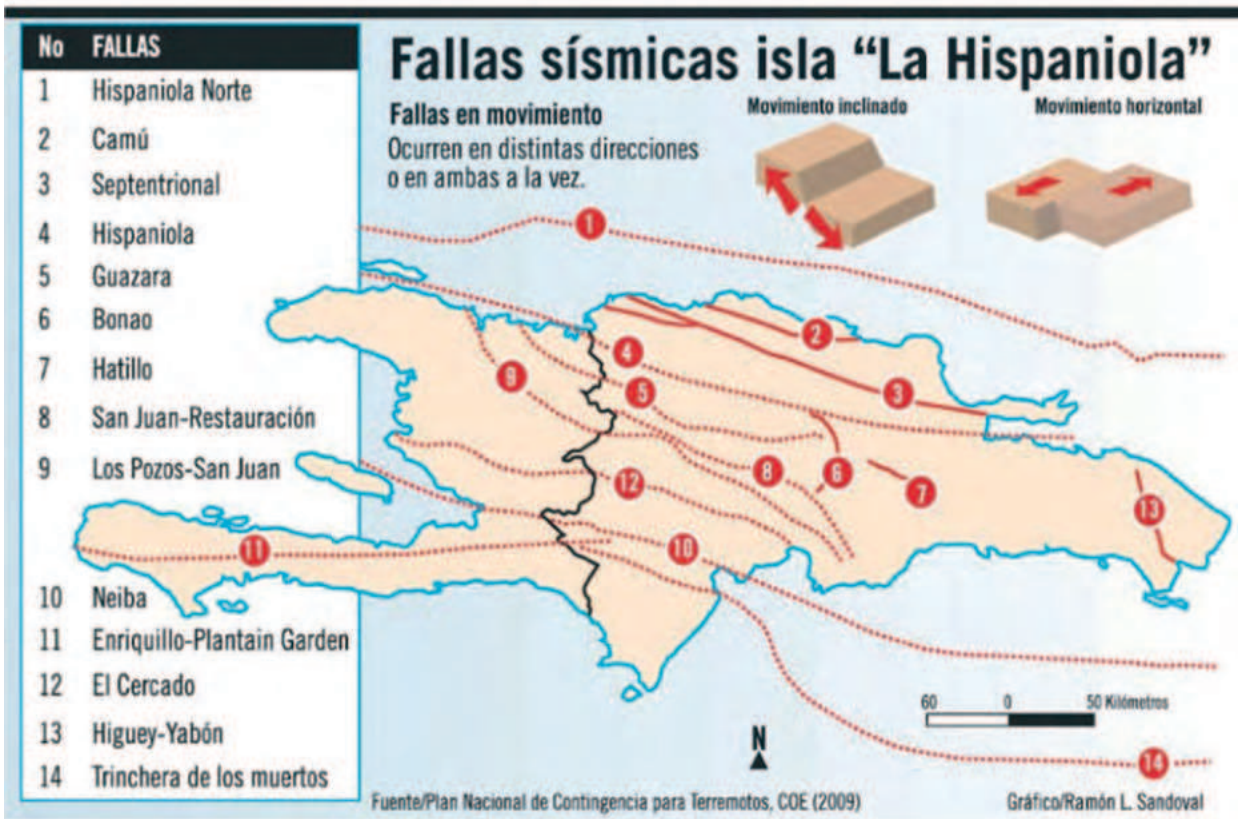 No FALLAS
1 Hispaniola Norte
2 Camú
3 Septentrional
4 Hispaniola
5 Guazara
6 Bonao
7 Hatillo
8 San Juan-Restauración
9 Los Pozos-San Juan
10 Neiba
11 Enriquillo-Plantain Garden
12 El Cercado
13 Higuey-Yabón
14 Trinchera de los muertos
Fallas sísmicas isla “La Hispaniola”
Fallas en movimiento
Ocurren en distintas direcciones
o en ambas a la vez.
Movimiento inclinado
Movimiento horizontal
1
2
4
3
9
5
8
6
7
12
13
10
11
60 0 50 Kilómetros
N
14
Fuente/Plan Nacional de Contingencia para Terremotos, COE (2009)
Gráfico/Ramón L. Sandoval